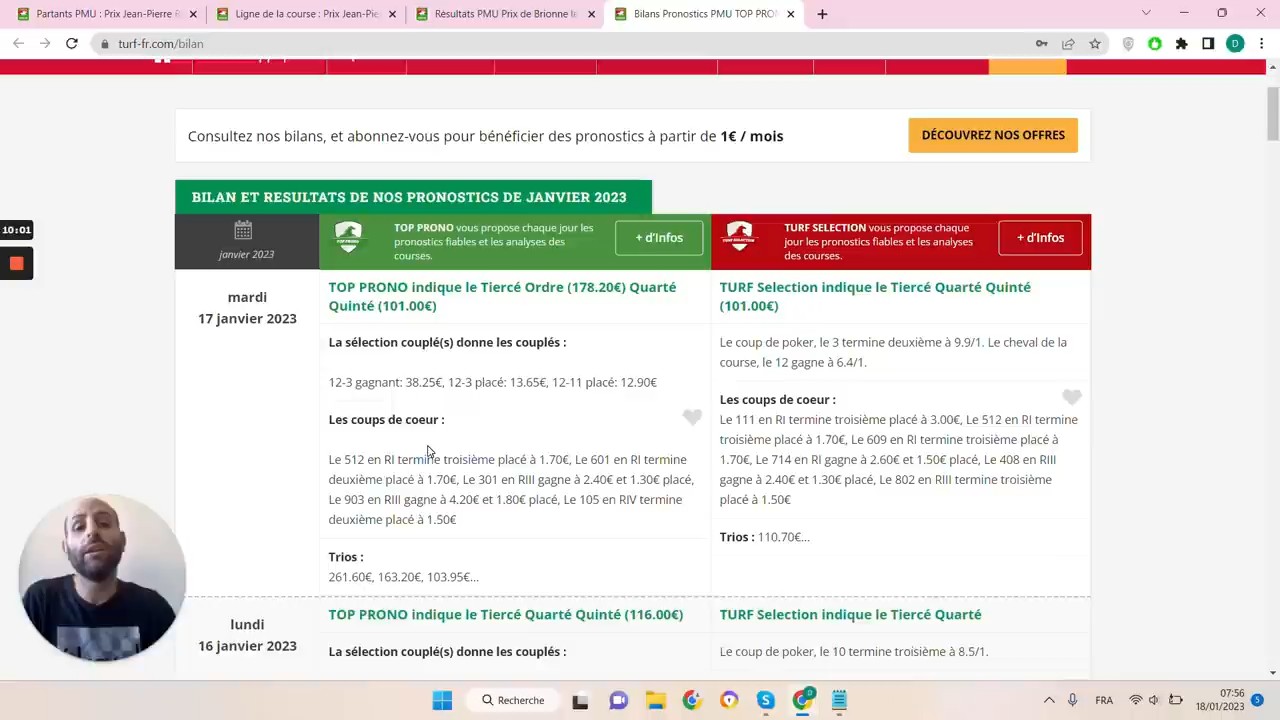 Partants PMU : Prix Jean-Pierre R
Ligne de la course : Prix Jean-Pie
Résultats PMU Prix de Brionne le
Bilans Pronostics PMU TOP PRON
turf-fr.com/bilan
D
Consultez nos bilans, et abonnez-vous pour bénéficier des pronostics à partir de 1€ / mois
DÉCOUVREZ NOS OFFRES
BILAN ET RESULTATS DE NOS PRONOSTICS DE JANVIER 2023
janvier 2023
TOP PRONO vous propose chaque jour les
pronostics fiables et les analyses des
courses.
+ d'Infos
TURF SELECTION vous propose chaque
jour les pronostics fiables et les analyses
des courses.
+ d'Infos
10:01
mardi
17 janvier 2023
TOP PRONO indique le Tiercé Ordre (178.20€) Quarté
Quinté (101.00€)
La sélection couplé(s) donne les couplés :
12-3 gagnant: 38.25€, 12-3 placé: 13.65€, 12-11 placé: 12.90€
Les coups de coeur :
Le 512 en RI termine troisième placé à 1.70€, Le 601 en RI termine
deuxième placé à 1.70€, Le 301 en RIII gagne à 2.40€ et 1.30€ placé,
Le 903 en RIII gagne à 4.20€ et 1.80€ placé, Le 105 en RIV termine
deuxième placé à 1.50€
Trios :
261.60€, 163.20€, 103.95€...
TURF Selection indique le Tiercé Quarté Quinté
(101.00€)
Le coup de poker, le 3 termine deuxième à 9.9/1. Le cheval de la
course, le 12 gagne à 6.4/1.
Les coups de coeur :
Le 111 en RI termine troisième placé à 3.00€, Le 512 en RI termine
troisième placé à 1.70€, Le 609 en RI termine troisième placé à
1.70€, Le 714 en RI gagne à 2.60€ et 1.50€ placé, Le 408 en RIII
gagne à 2.40€ et 1.30€ placé, Le 802 en RIII termine troisième
placé à 1.50€
Trios : 110.70€...
lundi
16 janvier 2023
TOP PRONO indique le Tiercé Quarté Quinté (116.00€)
La sélection couplé(s) donne les couplés :
TURF Selection indique le Tiercé Quarté
Le coup de poker, le 10 termine troisième à 8.5/1.
Recherche
FRA
07:56
18/01/2023
5